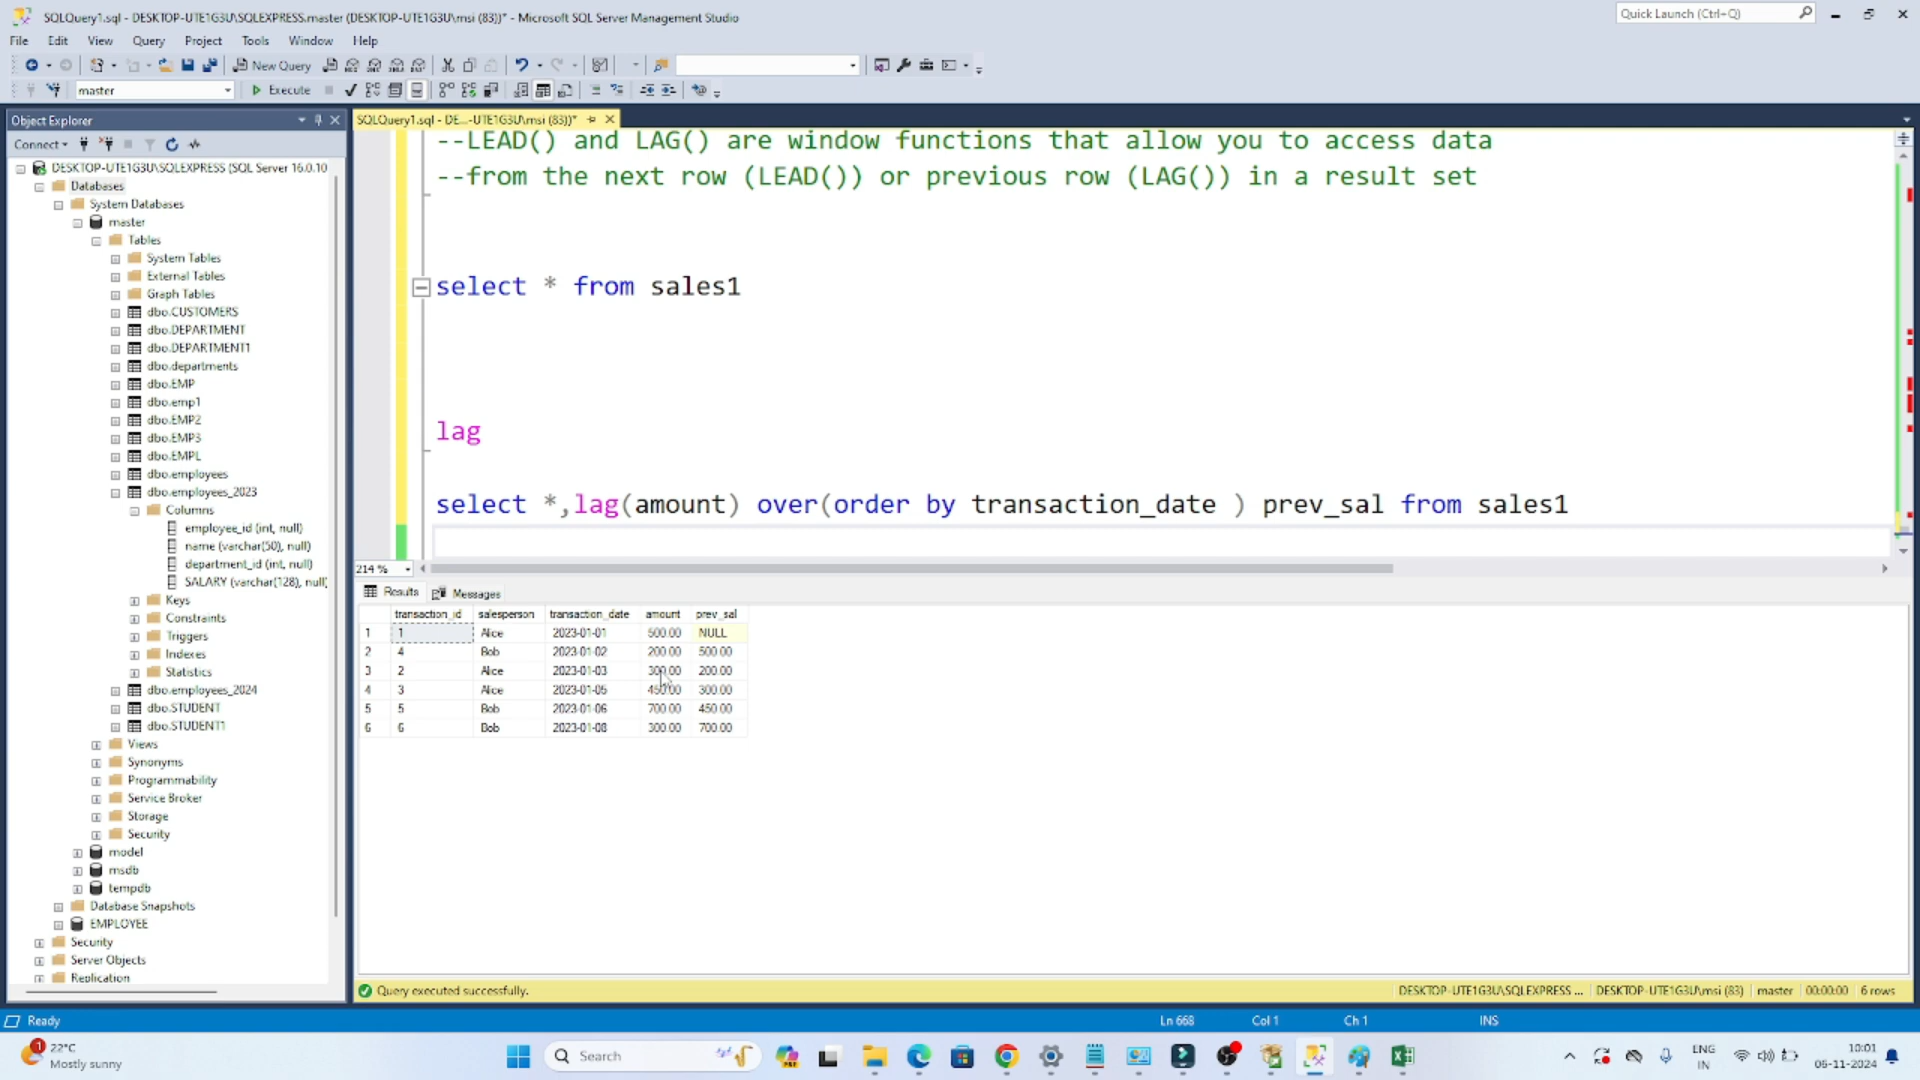 SQLQuery1.sql - DESKTOP-UTE1G3U\SQLEXPRESS.master (DESKTOP-UTE1G3U\msi (83))* - Microsoft SQL Server Management Studio
Quick Launch (Ctrl+Q)
File Edit View Query Project Tools Window Help
New Query
master
Execute
Object Explorer
SQLQuery1.sql - DE...-UTE1G3U\msi (83))*
Connect
DESKTOP-UTE1G3U\SQLEXPRESS (SQL Server 16.0.10
Databases
System Databases
master
Tables
System Tables
External Tables
Graph Tables
dbo.CUSTOMERS
dbo.DEPARTMENT
dbo.DEPARTMENT1
dbo.departments
dbo.EMP
dbo.emp1
dbo.EMP2
dbo.EMP3
dbo.EMPL
dbo.employees
dbo.employees_2023
Columns
employee_id (int, null)
name (varchar(50), null)
department_id (int, null)
SALARY (varchar(128), null)
Keys
Constraints
Triggers
Indexes
Statistics
dbo.employees_2024
dbo.STUDENT
dbo.STUDENT1
Views
Synonyms
Programmability
Service Broker
Storage
Security
model
msdb
tempdb
Database Snapshots
EMPLOYEE
Security
Server Objects
Replication
--LEAD() and LAG() are window functions that allow you to access data
--from the next row (LEAD()) or previous row (LAG()) in a result set
select * from sales1
lag
select *,lag(amount) over(order by transaction_date ) prev_sal from sales1
214 %
Results Messages
transaction_id salesperson transaction_date amount prev_sal
1 1 Alice 2023-01-01 500.00 NULL
2 4 Bob 2023-01-02 200.00 500.00
3 2 Alice 2023-01-03 300.00 200.00
4 3 Alice 2023-01-05 450.00 300.00
5 5 Bob 2023-01-06 700.00 450.00
6 6 Bob 2023-01-08 300.00 700.00
Query executed successfully.
DESKTOP-UTE1G3U\SQLEXPRESS ... DESKTOP-UTE1G3U\msi (83) master 00:00:00 6 rows
Ready Ln 668 Col 1 Ch 1 INS
1
22°C
Mostly sunny
Search
ENG
IN
10:01
06-11-2024